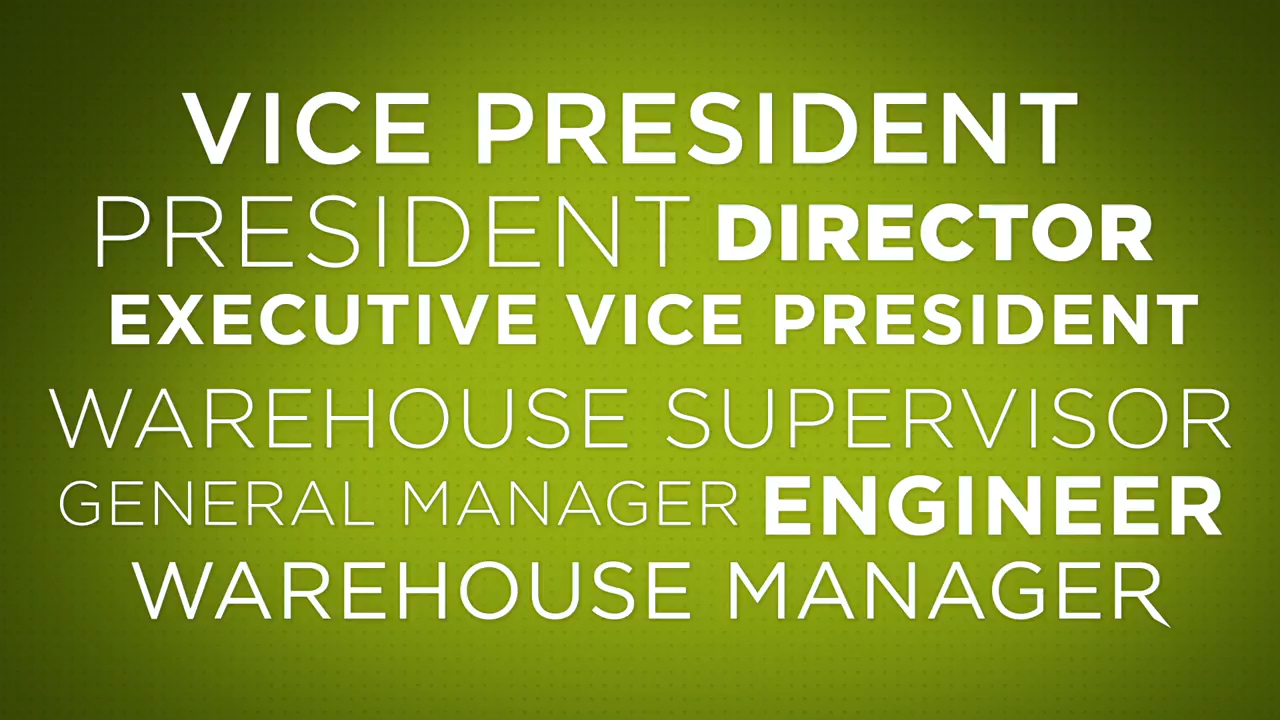 VICE PRESIDENT
PRESIDENT DIRECTOR
EXECUTIVE VICE PRESIDENT
WAREHOUSE SUPERVISOR
GENERAL MANAGER ENGINEER
WAREHOUSE MANAGER